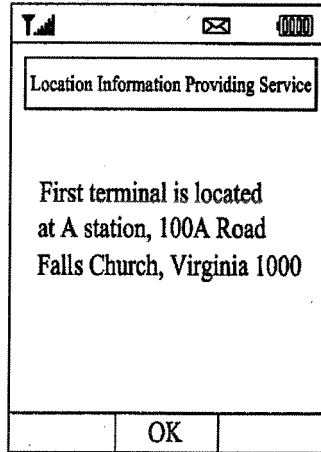 Location Information Providing Service
First terminal is located
at A station, 100A Road
Falls Church, Virginia 1000
OK